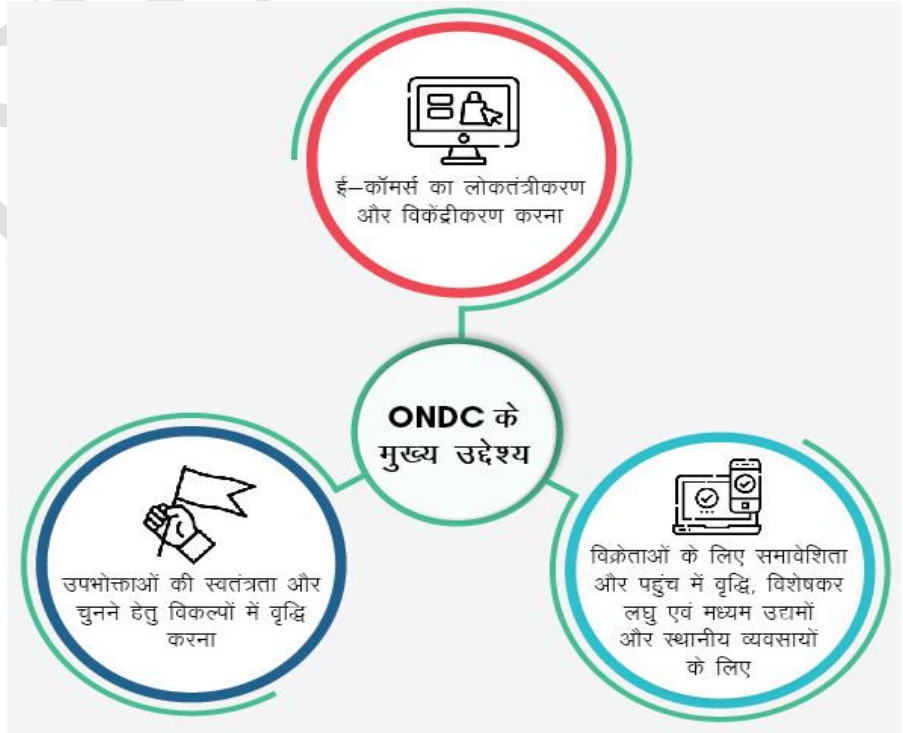 ई–कॉमर्स का लोकतंत्रीकरण
और विकेंद्रीकरण करना
ONDC के
मुख्य उद्देश्य
उपभोक्ताओं की स्वतंत्रता और
चुनने हेतु विकल्पों में वृद्धि
करना
विक्रेताओं के लिए समावेशिता
और पहुंच में वृद्धि, विशेषकर
लघु एवं मध्यम उद्यमों
और स्थानीय व्यवसायों
के लिए